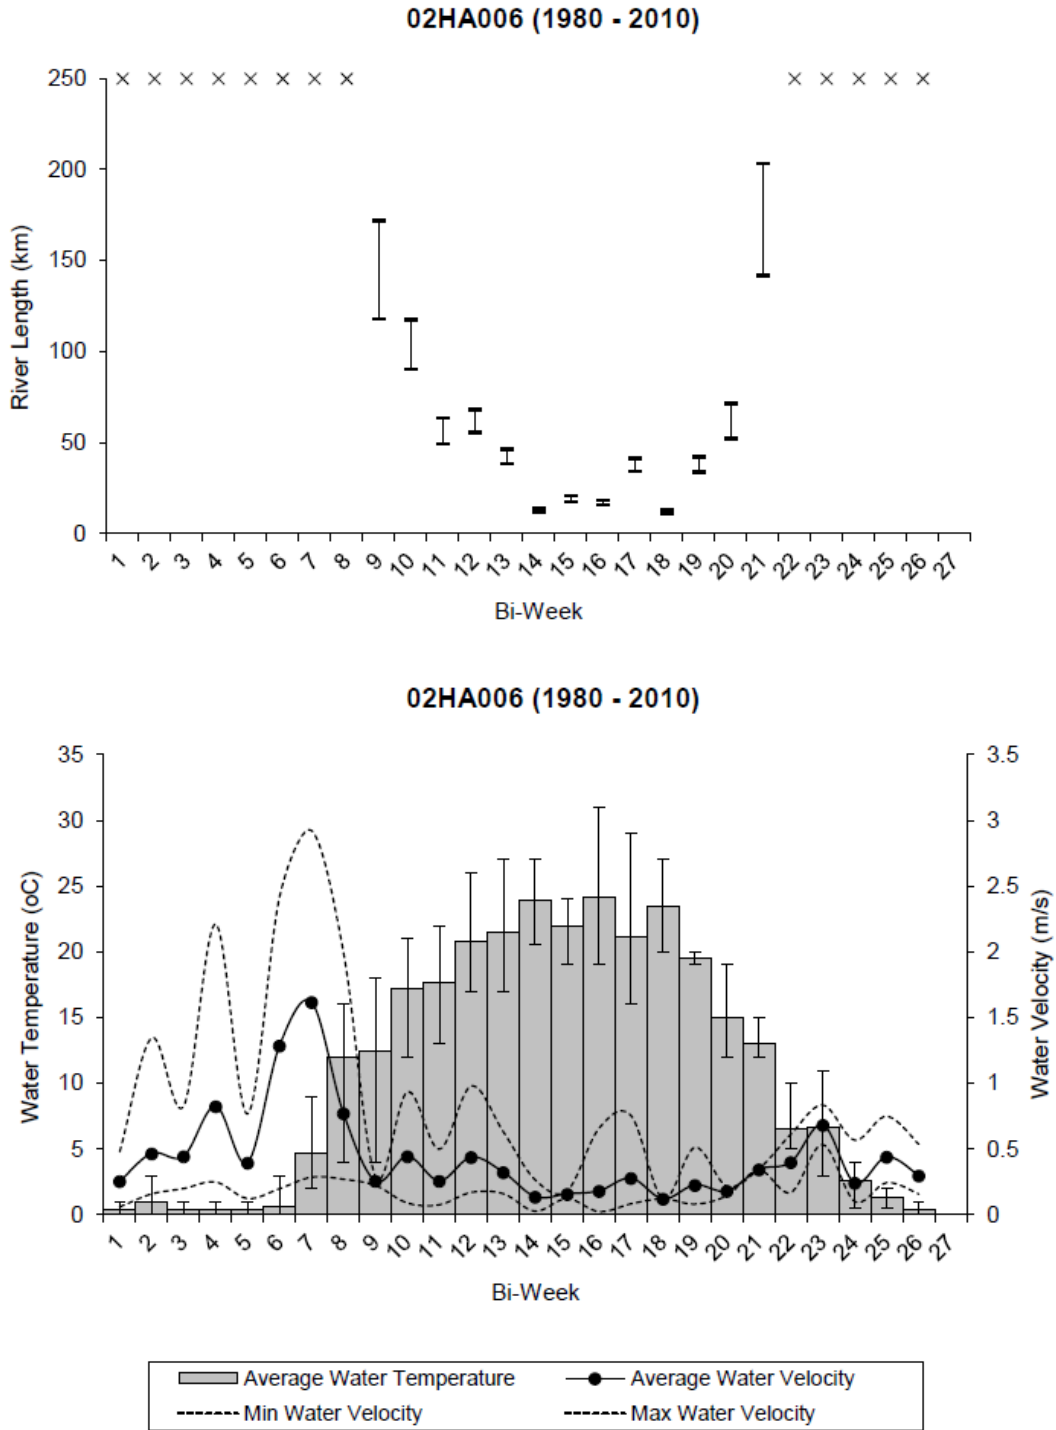 02HA006 (1980 - 2010)
250
200
150
100
50
0
River Length (km)
1 2 3 4 5 6 7 8 9 10 11 12 13 14 15 16 17 18 19 20 21 22 23 24 25 26 27
Bi-Week
02HA006 (1980 - 2010)
35 3.5
30 3
25 2.5
20 2
15 1.5
10 1
5 0.5
0 0
Water Temperature (oC)
Water Velocity (m/s)
1 2 3 4 5 6 7 8 9 10 11 12 13 14 15 16 17 18 19 20 21 22 23 24 25 26 27
Bi-Week
Average Water Temperature Average Water Velocity
Min Water Velocity Max Water Velocity